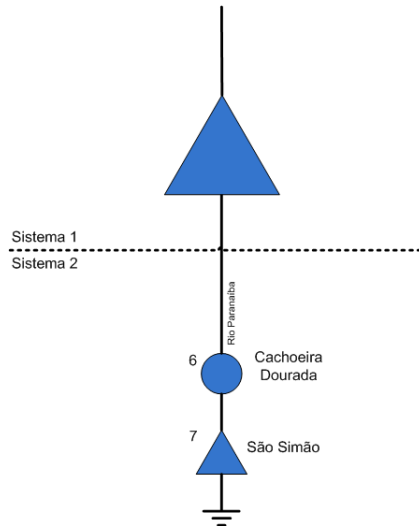 Sistema 1
Sistema 2
Rio Paranaíba
6
Cachoeira
Dourada
7
São Simão